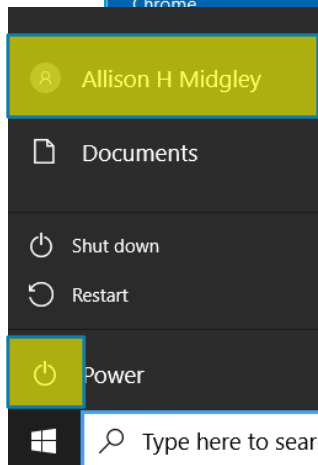 Chrome
Allison H Midgley
Documents
Shut down
Restart
Power
Type here to sear